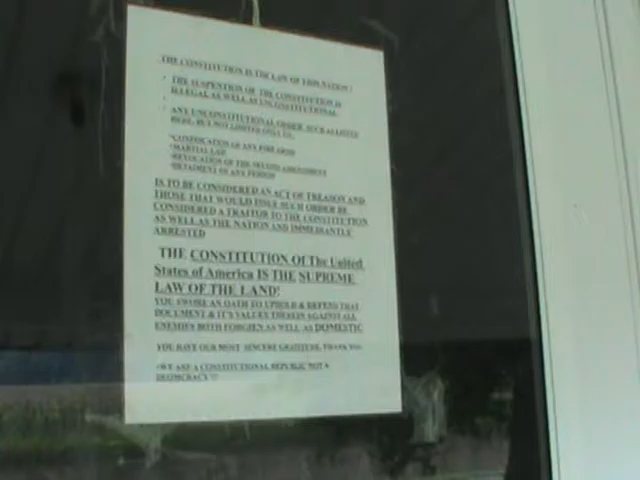 THE CONSTITUTION IS THE LAW OF THIS NATION!
THE SUSPENTION OF THE CONSTITUTION IS
ILLEGAL AS WELL AS UNCONSTITUTIONAL
ANY UNCONSTITUTIONAL ORDER
HERE, BUT NOT LIMITED ONLY TO:
*CONFISCATION OF ANY FIREARMS
*MARTIAL LAW
*REVOCATION OF THE SECOND AMENDMENT
*DETAINMENT OF ANY PERSON
IS TO BE CONSIDERED AN ACT OF TREASON AND
THOSE THAT WOULD ISSUE SUCH ORDER BE
CONSIDERED A TRAITOR TO THE CONSTITUTION
AS WELL AS THE NATION AND IMMEDIANTLY
ARRESTED
THE CONSTITUTION Of The United
States of America IS THE SUPREME
LAW OF THE LAND!
YOU SWORE AN OATH TO UPHOLD & DEFEND THAT
DOCUMENT & IT'S VALUES THEREIN AGAINST ALL
ENEMIES BOTH FORGIEN AS WELL AS DOMESTIC
YOU HAVE OUR MOST SINCERE GRATITUDE, THANK YOU
*WE ARE A CONSTITUTIONAL REPUBLIC NOT A
DEOMCRACY !!!